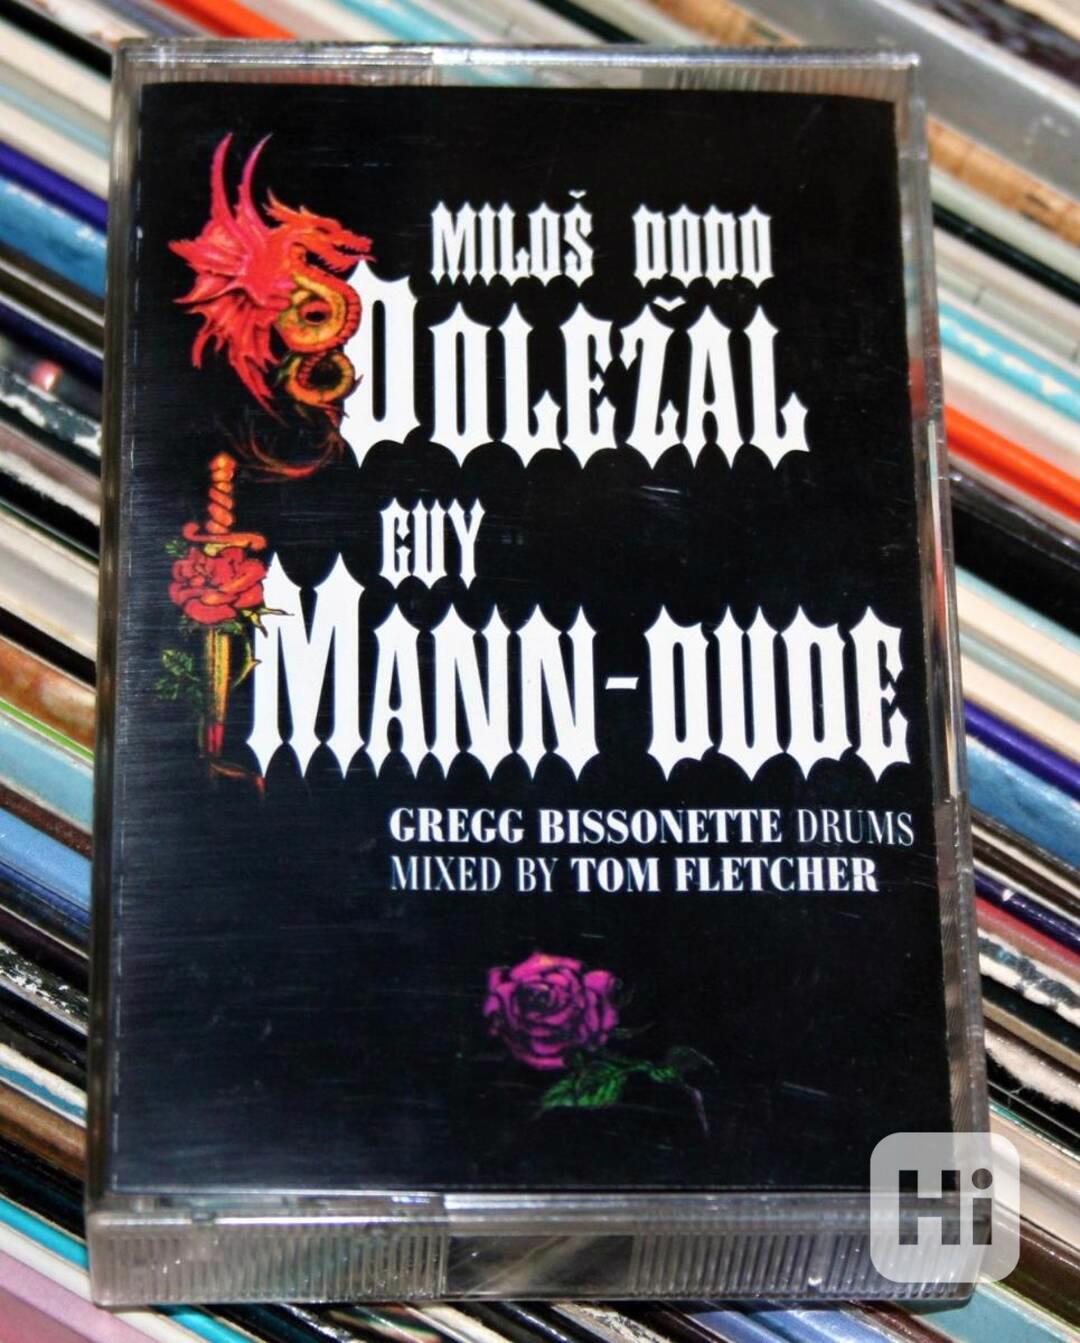 MILOŠ DODO
DOLEŽAL
GUY
MANN-DUDE
GREGG BISSONETTE DRUMS
MIXED BY TOM FLETCHER
Hi